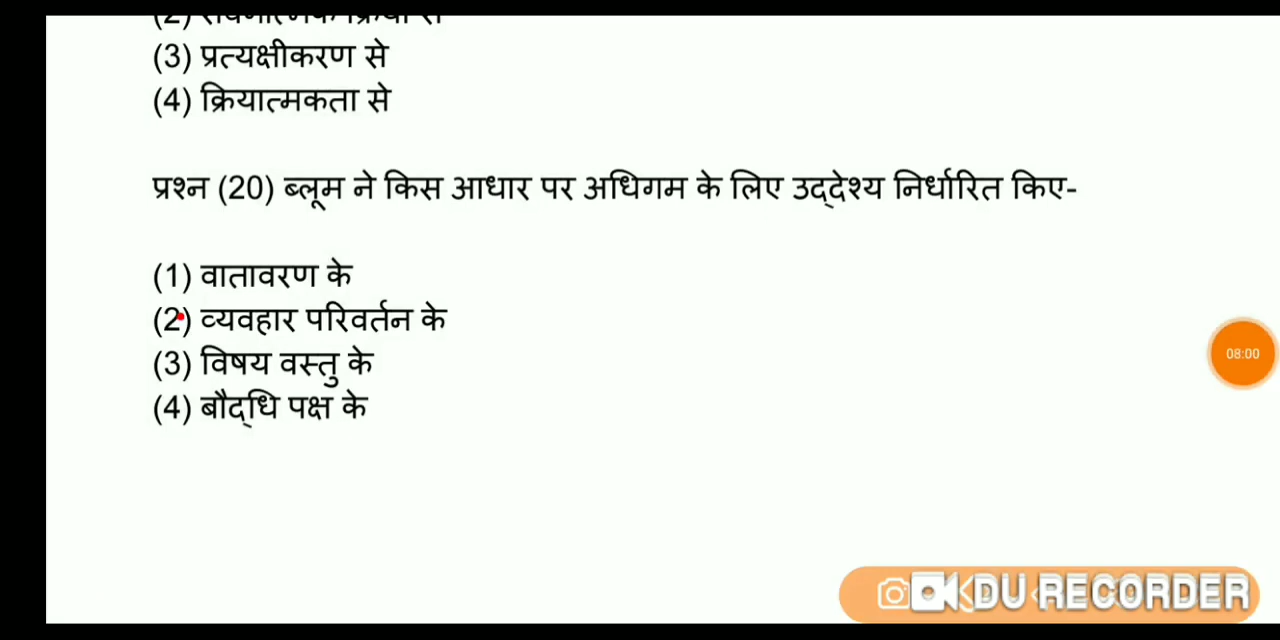 (3) प्रत्यक्षीकरण से
(4) क्रियात्मकता से
प्रश्न (20) ब्लूम ने किस आधार पर अधिगम के लिए उद्देश्य निर्धारित किए-
(1) वातावरण के
(2) व्यवहार परिवर्तन के
(3) विषय वस्तु के
(4) बौद्धि पक्ष के
08:00
DU RECORDER